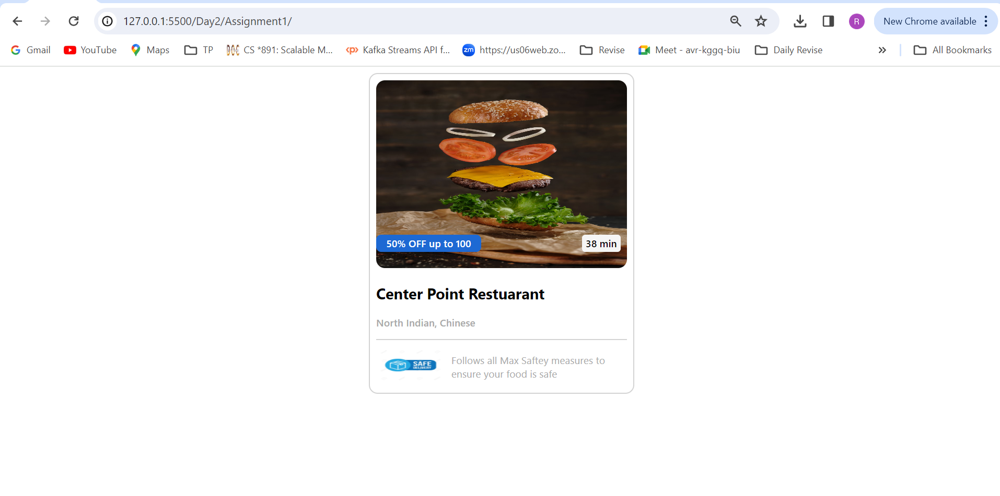 127.0.0.1:5500/Day2/Assignment1/
R
New Chrome available
G Gmail
YouTube
Maps
TP
CS *891: Scalable M...
cp Kafka Streams API f...
zm https://us06web.zo...
Revise
Meet - avr-kggq-biu
Daily Revise
All Bookmarks
50% OFF up to 100
38 min
Center Point Restuarant
North Indian, Chinese
SAFE
DELIVERY
Follows all Max Saftey measures to
ensure your food is safe